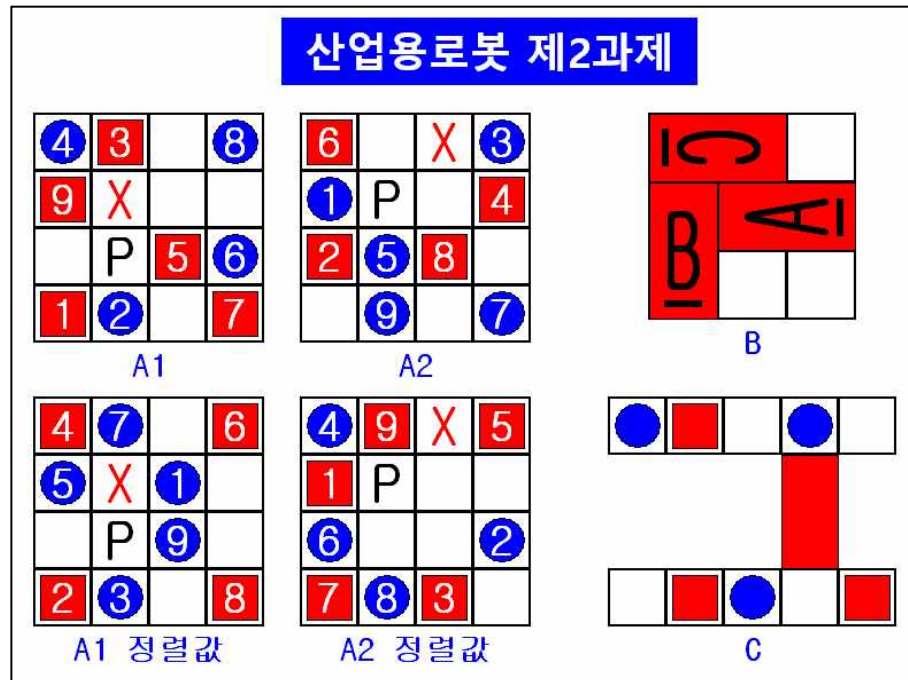 산업용로봇 제2과제
4 3 8
9 X
P 5 6
1 2 7
A1
6 X 3
1 P 4
2 5 8
9 7
A2
C
B A
B
4 7 6
5 X 1
P 9
2 3 8
A1 정렬값
4 9 X 5
1 P
6 2
7 8 3
A2 정렬값
C